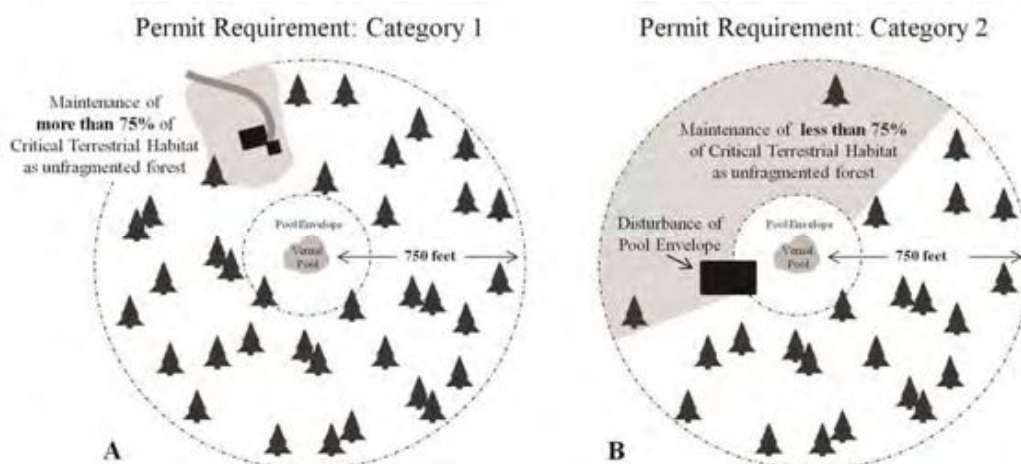 Permit Requirement: Category 1
Maintenance of
more than 75% of
Critical Terrestrial Habitat
as unfragmented forest
Pool Envelope
Vernal
Pool
750 feet
A
Permit Requirement: Category 2
Maintenance of less than 75%
of Critical Terrestrial Habitat
as unfragmented forest
Disturbance of
Pool Envelope
Pool Envelope
Vernal
Pool
750 feet
B